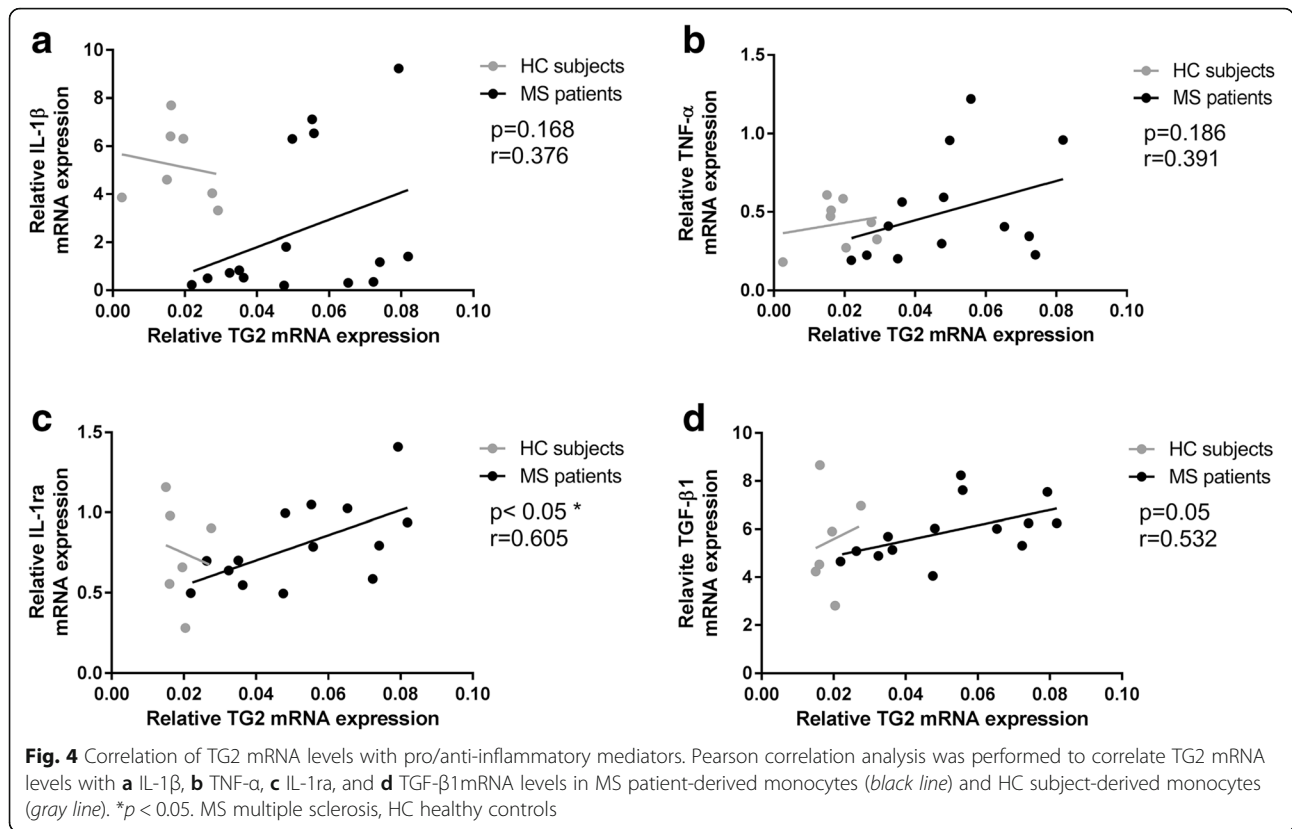 a
10
8
6
4
2
0
0.00
0.02
0.04
0.06
0.08
0.10
Relative IL-1β
mRNA expression
Relative TG2 mRNA expression
HC subjects
MS patients
p=0.168
r=0.376
b
1.5
1.0
0.5
0.0
0.00
0.02
0.04
0.06
0.08
0.10
Relative TNF-α
mRNA expression
Relative TG2 mRNA expression
HC subjects
MS patients
p=0.186
r=0.391
c
1.5
1.0
0.5
0.0
0.00
0.02
0.04
0.06
0.08
0.10
Relative IL-1ra
mRNA expression
Relative TG2 mRNA expression
HC subjects
MS patients
p< 0.05 *
r=0.605
d
10
8
6
4
2
0
0.00
0.02
0.04
0.06
0.08
0.10
Relavite TGF-β1
mRNA expression
Relative TG2 mRNA expression
HC subjects
MS patients
p=0.05
r=0.532
Fig. 4 Correlation of TG2 mRNA levels with pro/anti-inflammatory mediators. Pearson correlation analysis was performed to correlate TG2 mRNA
levels with a IL-1β, b TNF-α, c IL-1ra, and d TGF-β1mRNA levels in MS patient-derived monocytes (black line) and HC subject-derived monocytes
(gray line). *p < 0.05. MS multiple sclerosis, HC healthy controls